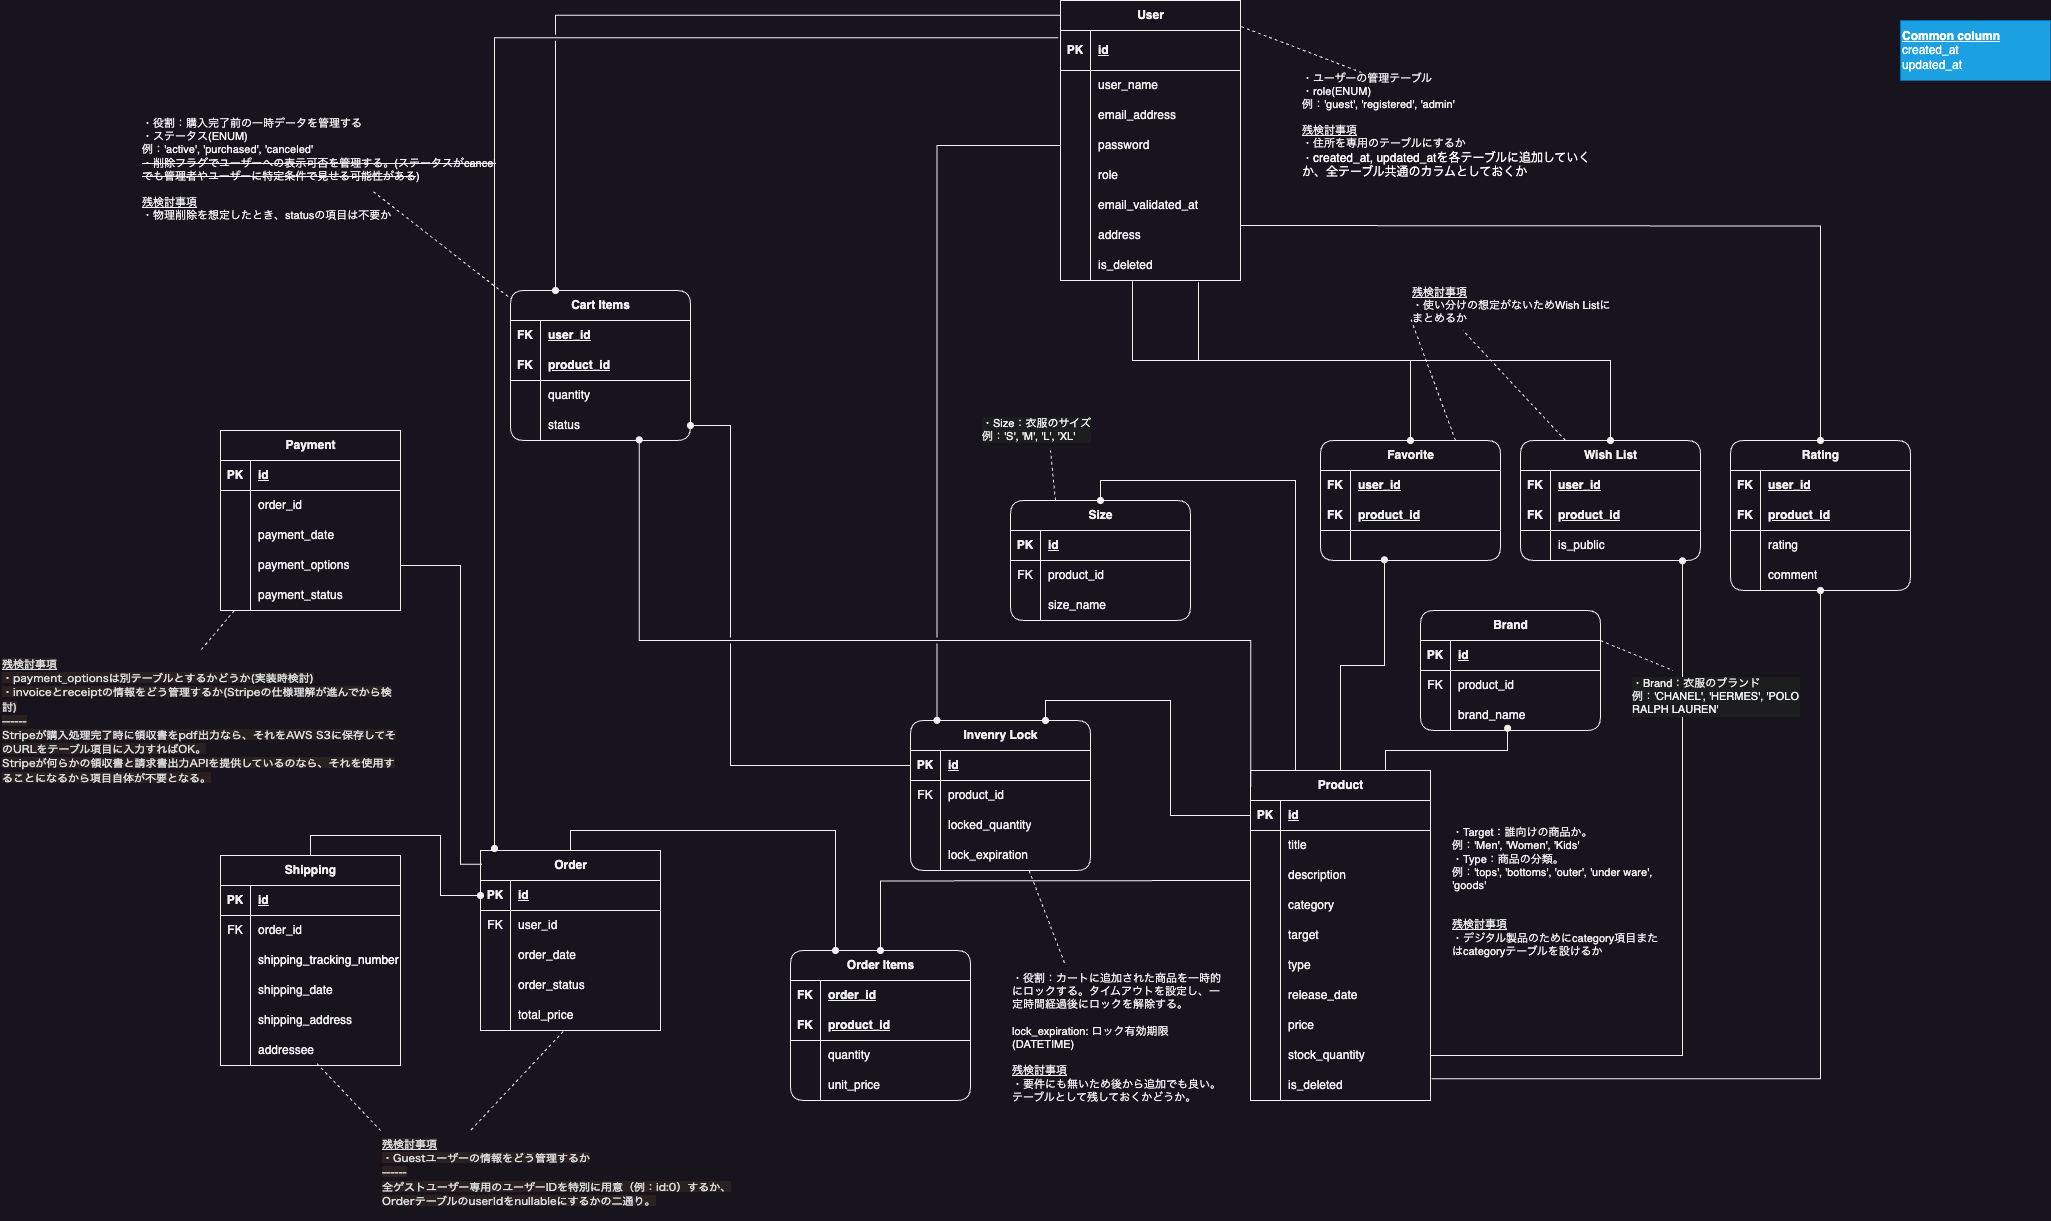 User
PK id
user_name
email_address
password
role
email_validated_at
address
is_deleted
Common column
created_at
updated_at
・ユーザーの管理テーブル
・role(ENUM)
例：'guest', 'registered', 'admin'
残検討事項
・住所を専用のテーブルにするか
・created_at, updated_atを各テーブルに追加していく
か、全テーブル共通のカラムとしておくか
・役割：購入完了前の一時データを管理する
・ステータス(ENUM)
例：'active', 'purchased', 'canceled'
・削除フラグでユーザーへの表示可否を管理する。(ステータスがcance
でも管理者やユーザーに特定条件で見せる可能性がある)
残検討事項
・物理削除を想定したとき、statusの項目は不要か
Cart Items
FK user_id
FK product_id
quantity
status
残検討事項
・使い分けの想定がないためWish Listに
まとめるか
Payment
PK id
order_id
payment_date
payment_options
payment_status
・Size：衣服のサイズ
例：'S', 'M', 'L', 'XL'
Size
PK id
FK product_id
size_name
Favorite
FK user_id
FK product_id
Wish List
FK user_id
FK product_id
is_public
Rating
FK user_id
FK product_id
rating
comment
Brand
PK id
FK product_id
brand_name
・Brand：衣服のブランド
例：'CHANEL', 'HERMES', 'POLO
RALPH LAUREN'
残検討事項
・payment_optionsは別テーブルとするかどうか(実装時検討)
・invoiceとreceiptの情報をどう管理するか(Stripeの仕様理解が進んでから検
討)
------
Stripeが購入処理完了時に領収書をpdf出力なら、それをAWS S3に保存してそ
のURLをテーブル項目に入力すればOK。
Stripeが何らかの領収書と請求書出力APIを提供しているのなら、それを使用す
ることになるから項目自体が不要となる。
Invenry Lock
PK id
FK product_id
locked_quantity
lock_expiration
Product
PK id
title
description
category
target
type
release_date
price
stock_quantity
is_deleted
・Target：誰向けの商品か。
例：'Men', 'Women', 'Kids'
・Type：商品の分類。
例：'tops', 'bottoms', 'outer', 'under ware',
'goods'
残検討事項
・デジタル製品のためにcategory項目また
はcategoryテーブルを設けるか
Shipping
PK id
FK order_id
shipping_tracking_number
shipping_date
shipping_address
addressee
Order
PK id
FK user_id
order_date
order_status
total_price
Order Items
FK order_id
FK product_id
quantity
unit_price
・役割：カートに追加された商品を一時的
にロックする。タイムアウトを設定し、一
定時間経過後にロックを解除する。
lock_expiration: ロック有効期限
(DATETIME)
残検討事項
・要件にも無いため後から追加でも良い。
テーブルとして残しておくかどうか。
残検討事項
・Guestユーザーの情報をどう管理するか
------
全ゲストユーザー専用のユーザーIDを特別に用意（例：id:0）するか、
OrderテーブルのuserIdをnullableにするかの二通り。